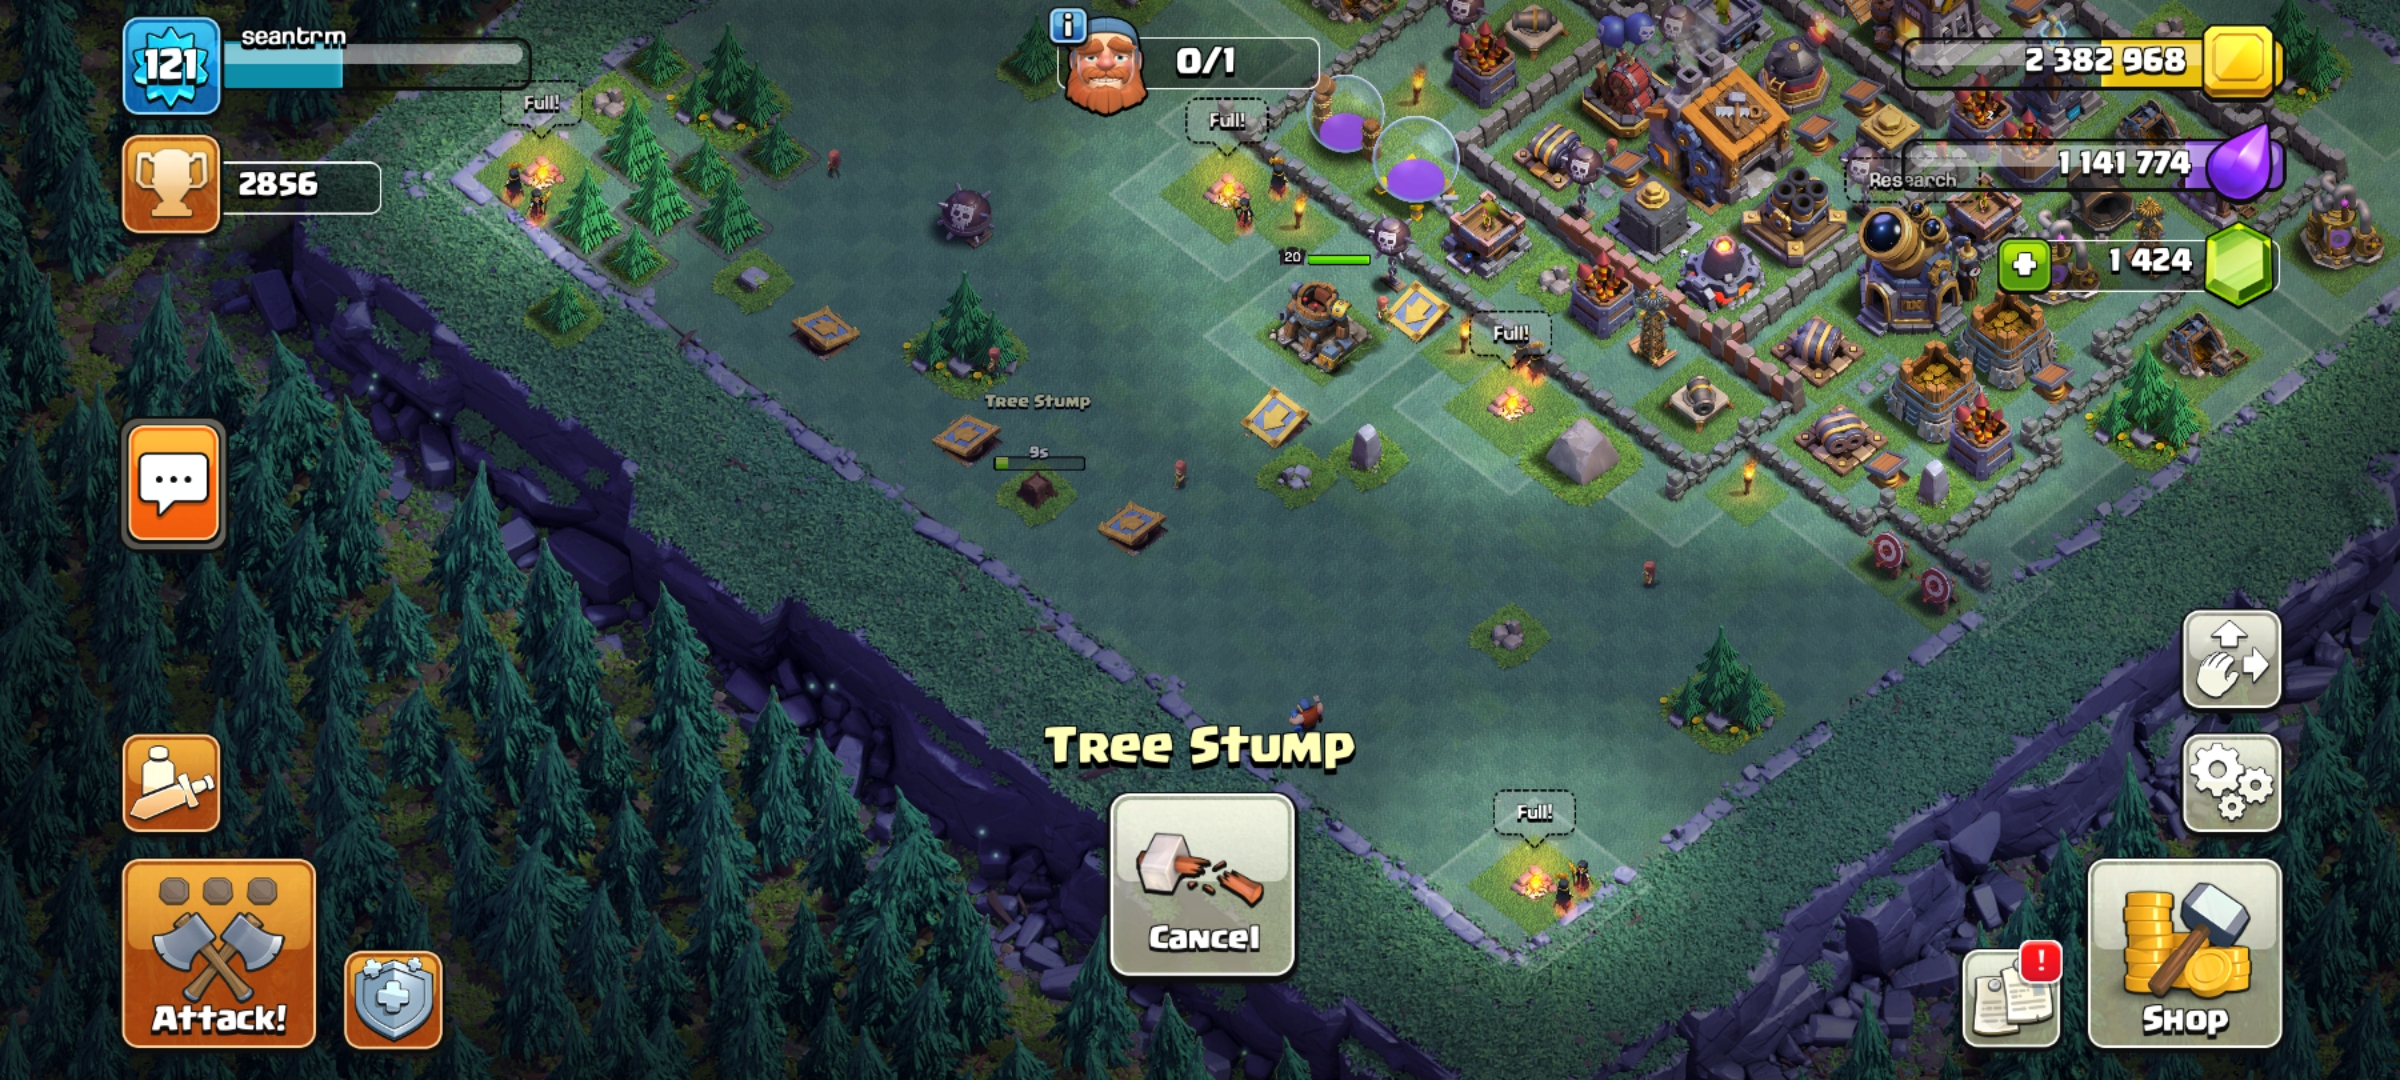 121
seantrm
0/1
2 382 968
Full!
Full!
2856
1 141 774
Research
20
1 424
Full!
Tree Stump
9s
Tree Stump
Full!
Cancel
Attack!
!
Shop